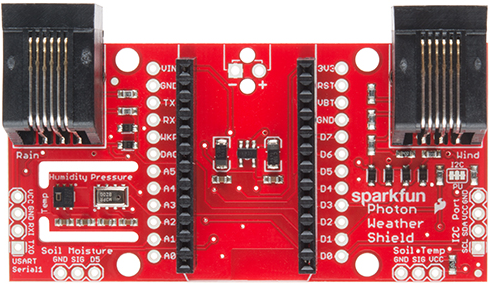 VIN
GND
TX
RX
WKP
DAC
A5
A4
A3
A2
A1
A0
3V3
RST
VBT
GND
D7
D6
D5
D4
D3
D2
D1
D0
- +
Rain
Humidity Pressure
Temp
VCC
GND
RXI
TXO
USART
Serial1
Soil Moisture
GND SIG D5
Wind
I2C
PU
sparkfun
Photon
Weather
Shield
I2C Port
GND
VCC
SDA
SCL
Soil Temp
GND SIG VCC